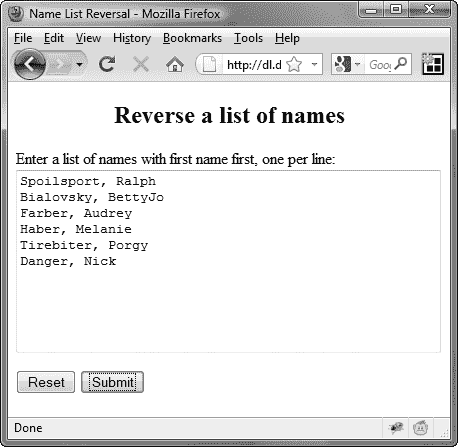 Name List Reversal - Mozilla Firefox
File Edit View History Bookmarks Tools Help
http://dl.d
Goo
Reverse a list of names
Enter a list of names with first name first, one per line:
Spoilsport, Ralph
Bialovsky, BettyJo
Farber, Audrey
Haber, Melanie
Tirebiter, Porgy
Danger, Nick
Reset Submit
Done